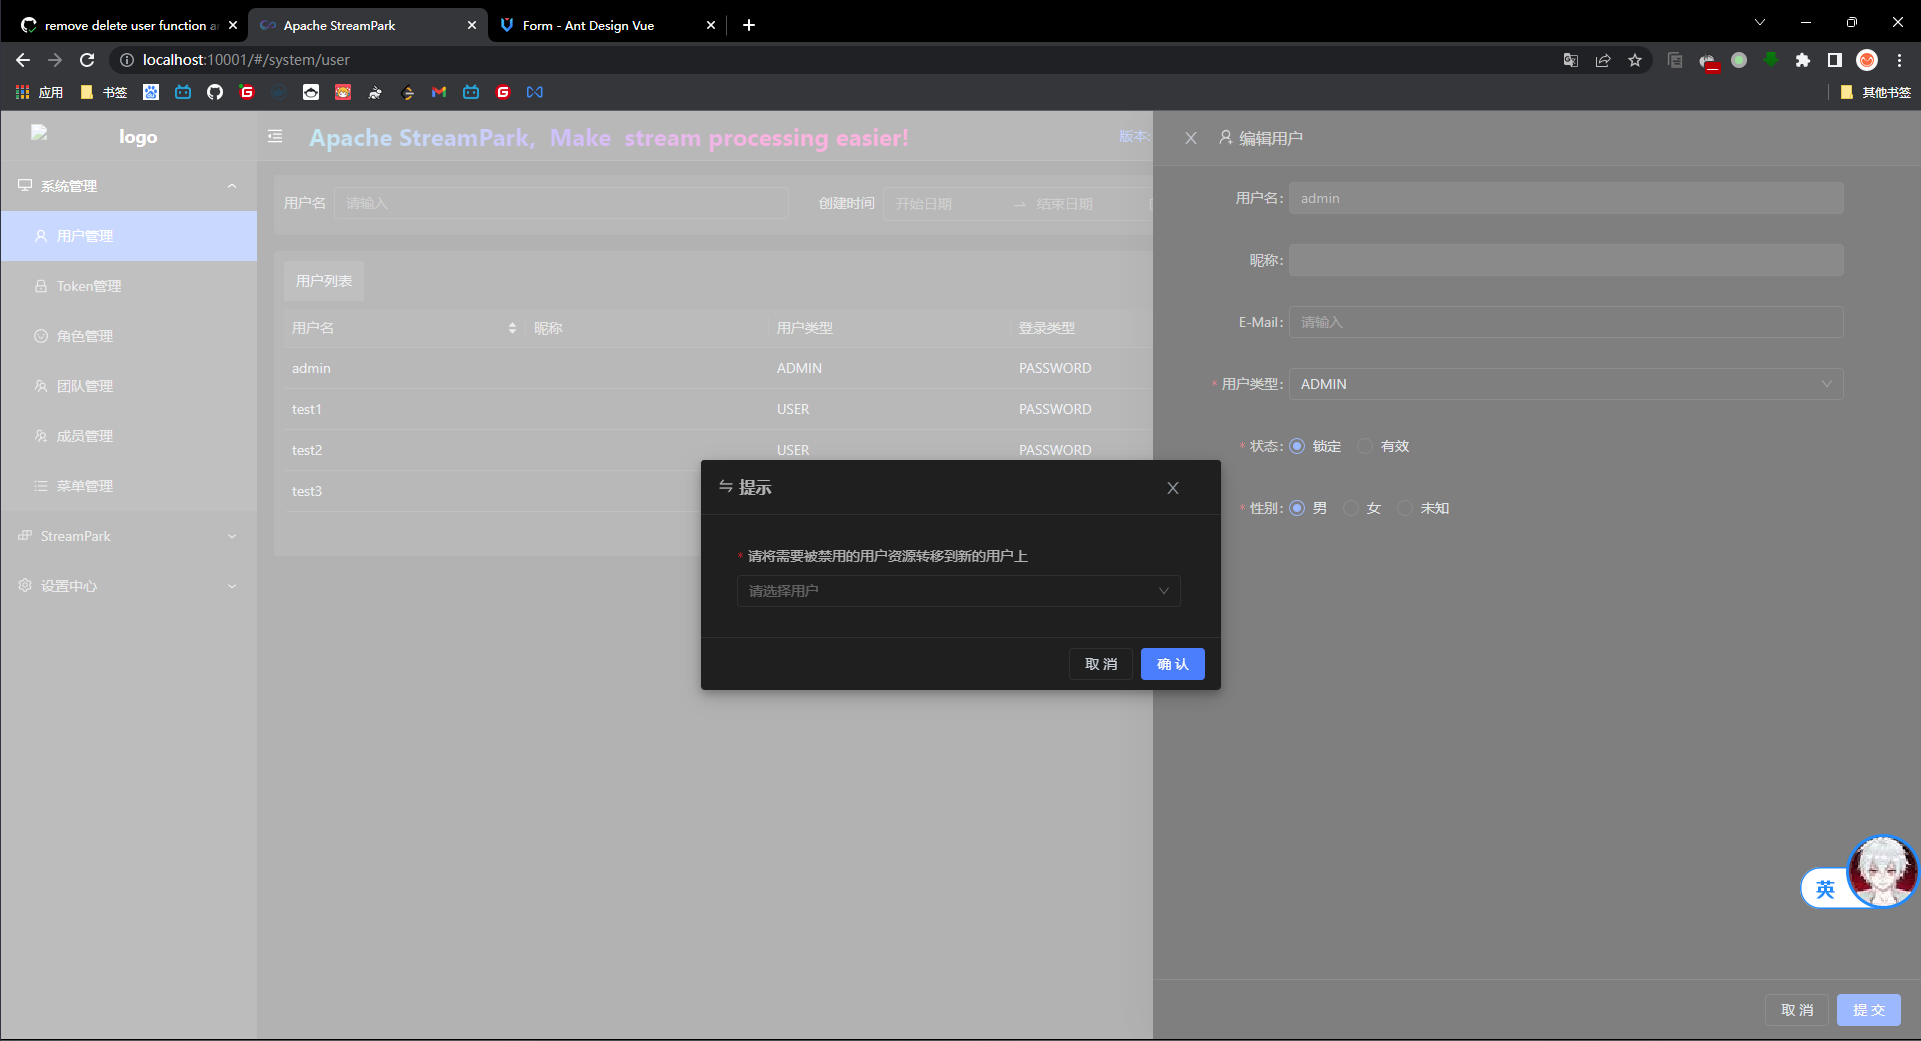 remove delete user function a
Apache StreamPark
Form - Ant Design Vue
localhost:10001/#/system/user
应用
书签
其他书签
logo
Apache StreamPark, Make stream processing easier!
版本:
系统管理
用户管理
Token管理
角色管理
团队管理
成员管理
菜单管理
StreamPark
设置中心
用户名
请输入
创建时间
开始日期
结束日期
用户列表
用户名 昵称 用户类型 登录类型
admin ADMIN PASSWORD
test1 USER PASSWORD
test2 USER PASSWORD
test3
编辑用户
用户名: admin
昵称:
E-Mail: 请输入
* 用户类型: ADMIN
* 状态: 锁定 有效
* 性别: 男 女 未知
提示
* 请将需要被禁用的用户资源转移到新的用户上
请选择用户
取消
确认
英
取消
提交